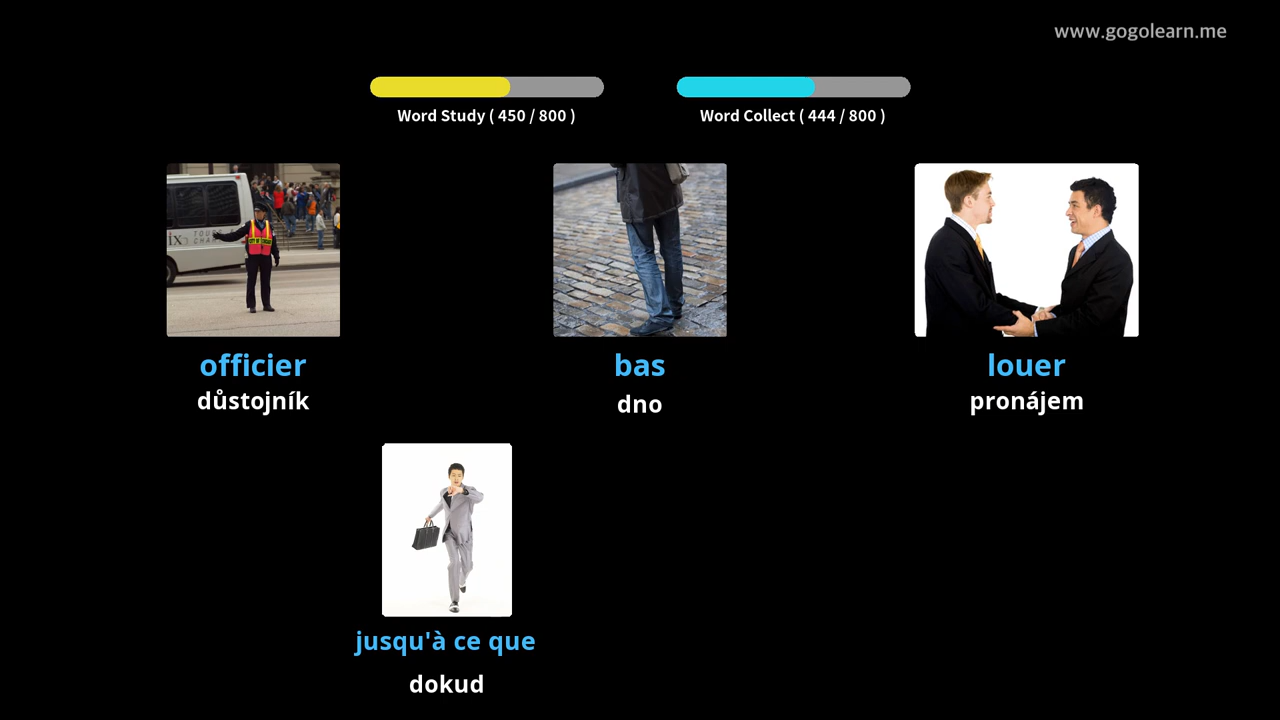 www.gogolearn.me
Word Study ( 450 / 800 )
Word Collect ( 444 / 800 )
officier
důstojník
bas
dno
louer
pronájem
jusqu'à ce que
dokud